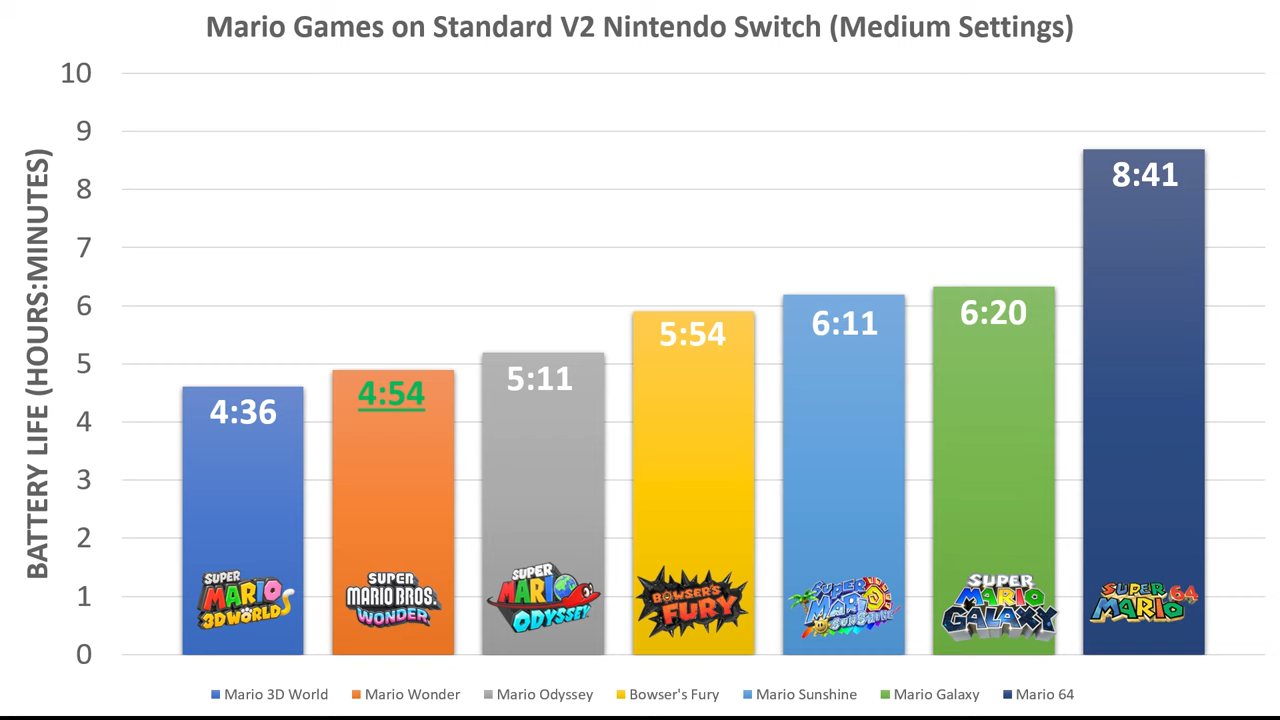 Mario Games on Standard V2 Nintendo Switch (Medium Settings)
BATTERY LIFE (HOURS:MINUTES)
10
9
8
7
6
5
4
3
2
1
0
4:36
4:54
5:11
5:54
6:11
6:20
8:41
SUPER
MARIO
3D WORLD
SUPER
MARIO BROS.
WONDER
SUPER
MARIO
ODYSSEY
BOWSER'S
FURY
SUPER
MARIO
SUNSHINE
SUPER
MARIO
GALAXY
SUPER
MARIO 64
Mario 3D World
Mario Wonder
Mario Odyssey
Bowser's Fury
Mario Sunshine
Mario Galaxy
Mario 64